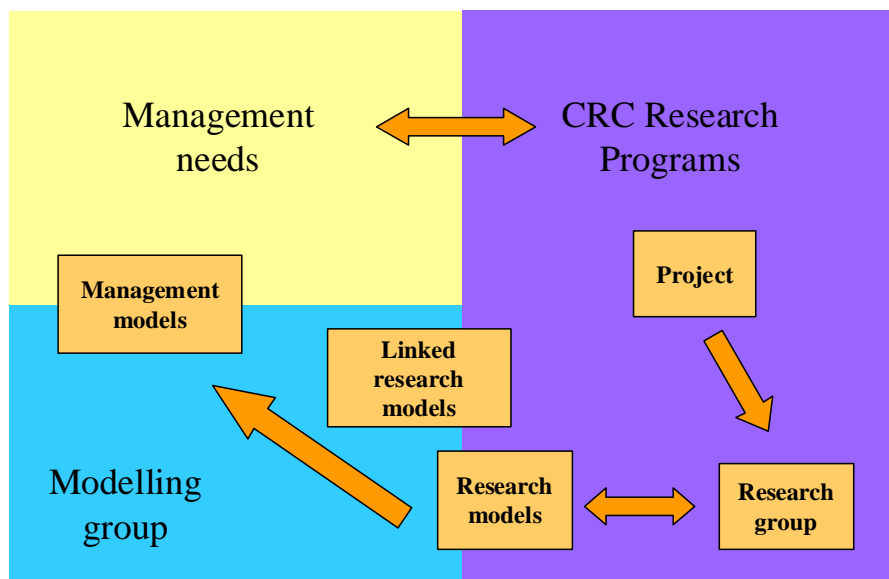 Management
needs
CRC Research
Programs
Management
models
Project
Linked
research
models
Modelling
group
Research
models
Research
group